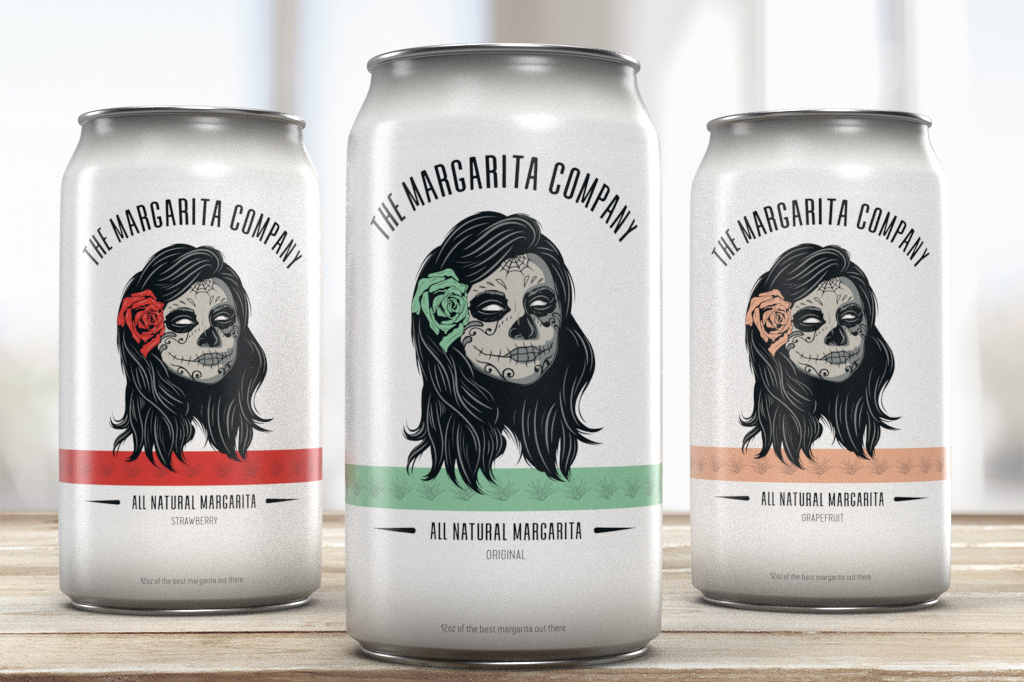 THE MARGARITA COMPANY
ALL NATURAL MARGARITA
STRAWBERRY
12oz of the best margarita out there
THE MARGARITA COMPANY
ALL NATURAL MARGARITA
ORIGINAL
12oz of the best margarita out there.
THE MARGARITA COMPANY
ALL NATURAL MARGARITA
GRAPEFRUIT
12oz of the best margarita out there